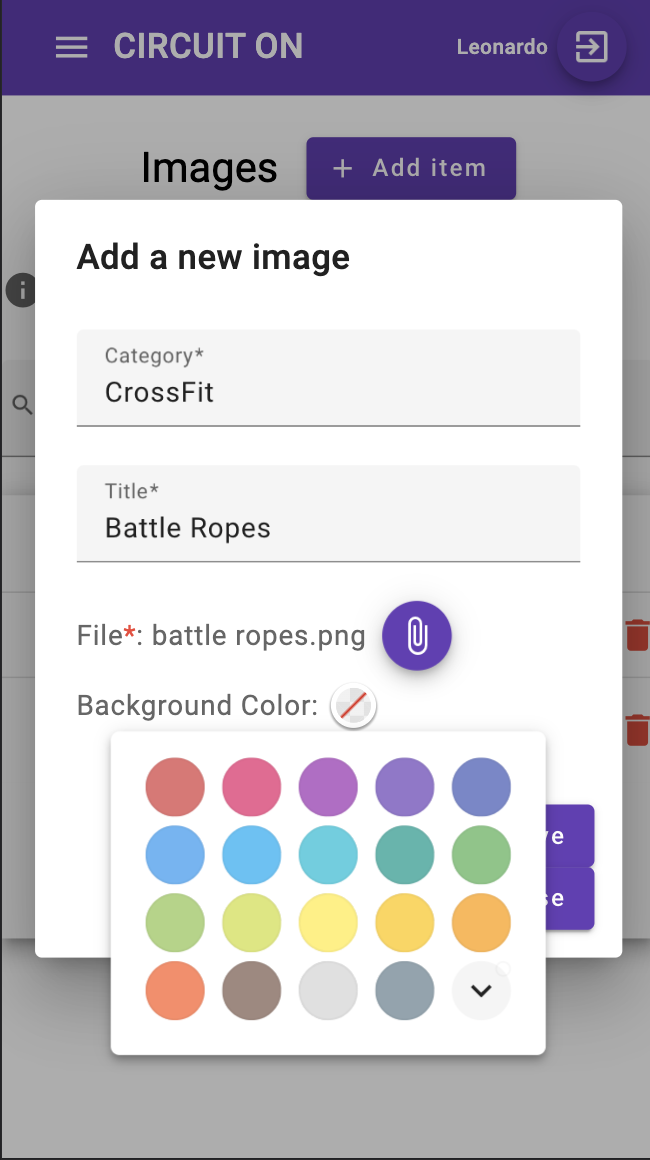 CIRCUIT ON
Leonardo
Images
+ Add item
Add a new image
Category*
CrossFit
Title*
Battle Ropes
File*: battle ropes.png
Background Color: